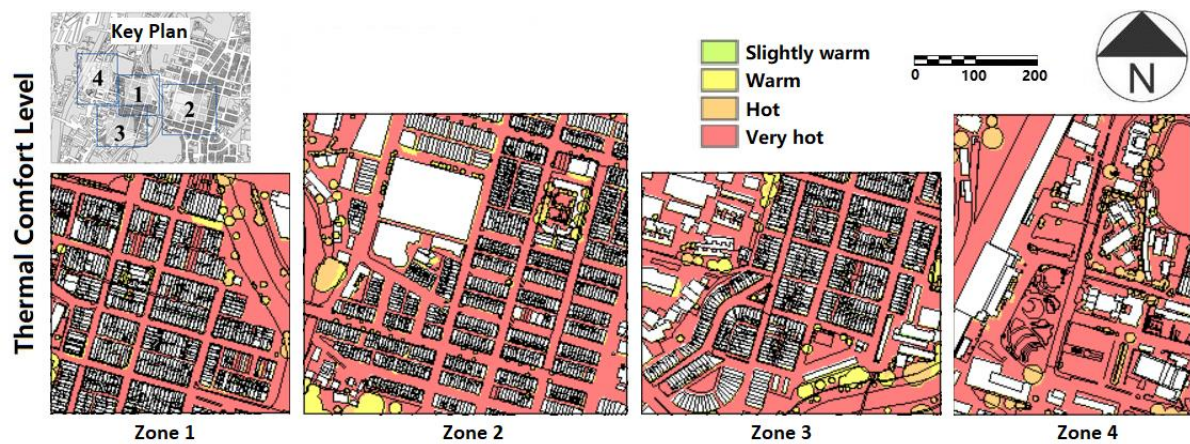 Key Plan
4
1
2
3
Thermal Comfort Level
Slightly warm
Warm
Hot
Very hot
0 100 200
N
Zone 1
Zone 2
Zone 3
Zone 4